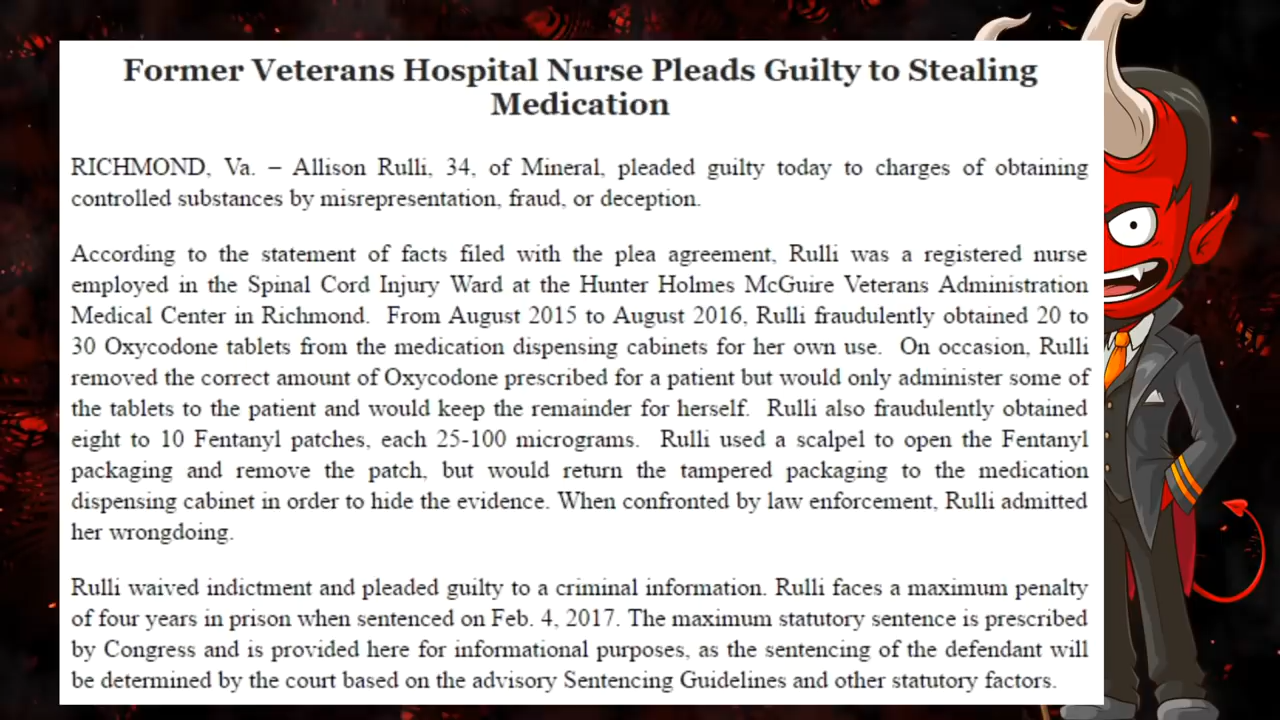 Former Veterans Hospital Nurse Pleads Guilty to Stealing
Medication
RICHMOND, Va. – Allison Rulli, 34, of Mineral, pleaded guilty today to charges of obtaining
controlled substances by misrepresentation, fraud, or deception.
According to the statement of facts filed with the plea agreement, Rulli was a registered nurse
employed in the Spinal Cord Injury Ward at the Hunter Holmes McGuire Veterans Administration
Medical Center in Richmond. From August 2015 to August 2016, Rulli fraudulently obtained 20 to
30 Oxycodone tablets from the medication dispensing cabinets for her own use. On occasion, Rulli
removed the correct amount of Oxycodone prescribed for a patient but would only administer some of
the tablets to the patient and would keep the remainder for herself. Rulli also fraudulently obtained
eight to 10 Fentanyl patches, each 25-100 micrograms. Rulli used a scalpel to open the Fentanyl
packaging and remove the patch, but would return the tampered packaging to the medication
dispensing cabinet in order to hide the evidence. When confronted by law enforcement, Rulli admitted
her wrongdoing.
Rulli waived indictment and pleaded guilty to a criminal information. Rulli faces a maximum penalty
of four years in prison when sentenced on Feb. 4, 2017. The maximum statutory sentence is prescribed
by Congress and is provided here for informational purposes, as the sentencing of the defendant will
be determined by the court based on the advisory Sentencing Guidelines and other statutory factors.